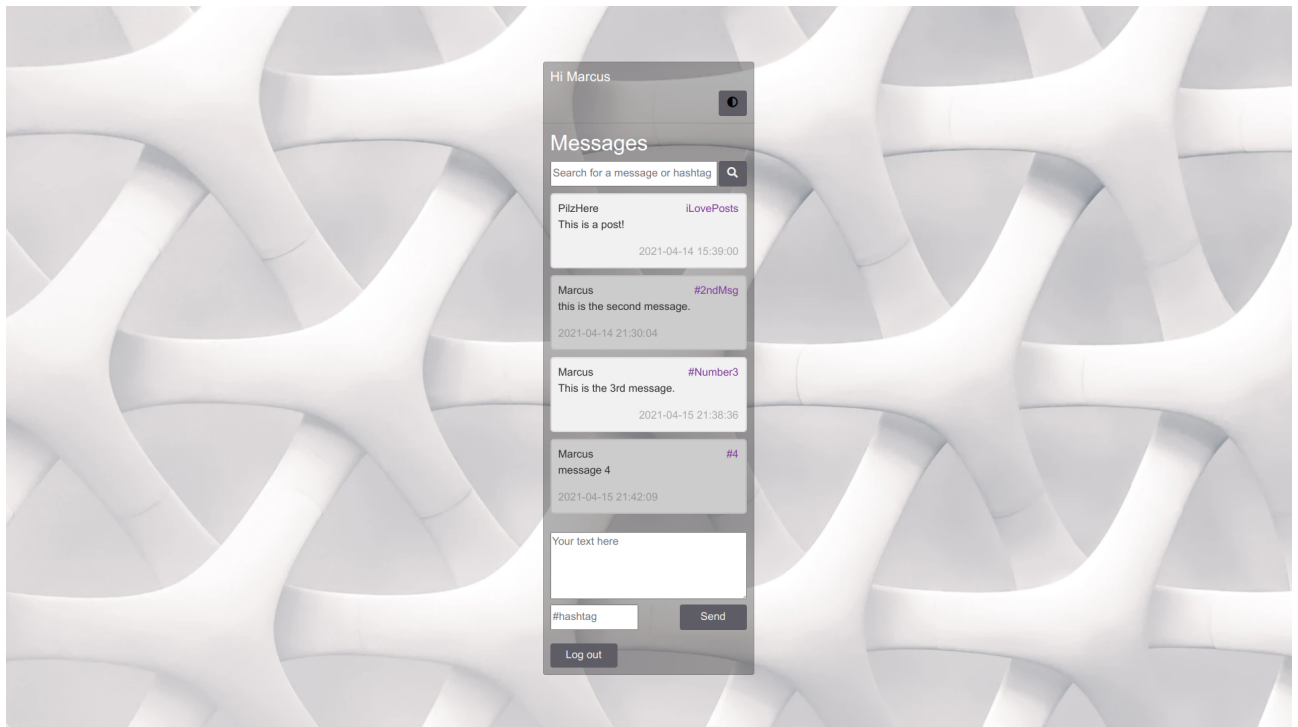 Hi Marcus
Messages
Search for a message or hashtag
PilzHere iLovePosts
This is a post!
2021-04-14 15:39:00
Marcus #2ndMsg
this is the second message.
2021-04-14 21:30:04
Marcus #Number3
This is the 3rd message.
2021-04-15 21:38:36
Marcus #4
message 4
2021-04-15 21:42:09
Your text here
#hashtag Send
Log out